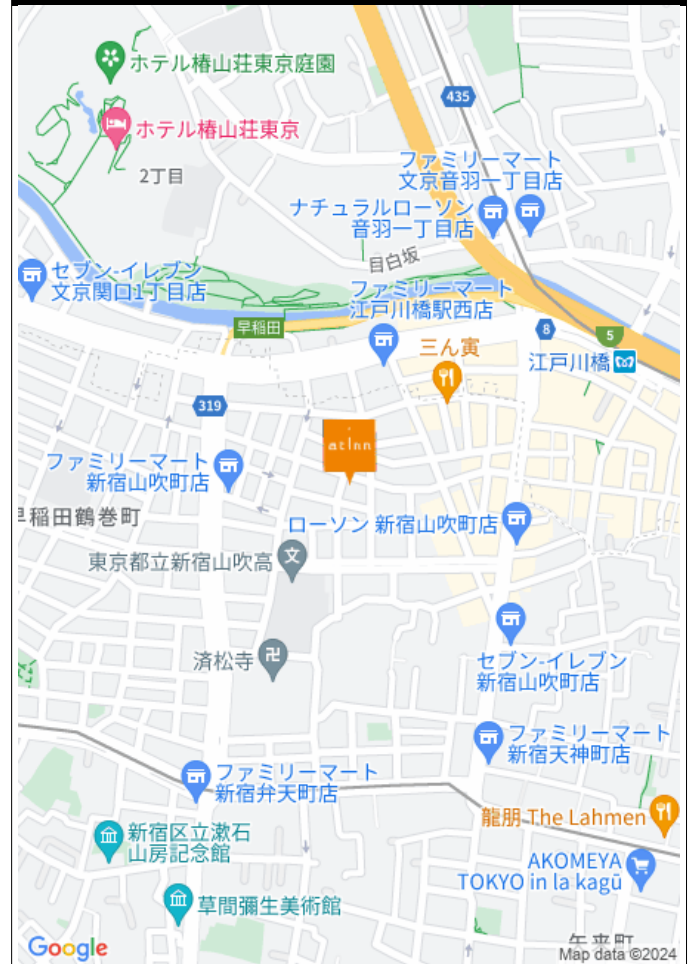 ホテル椿山荘東京庭園
435
ホテル椿山荘東京
2丁目
ファミリーマート
文京音羽一丁目店
ナチュラルローソン
音羽一丁目店
目白坂
セブン-イレブン
文京関口1丁目店
ファミリーマート
江戸川橋駅西店
早稲田
8
5
三ん寅
江戸川橋
319
atinn
ファミリーマート
新宿山吹町店
早稲田鶴巻町
ローソン 新宿山吹町店
東京都立新宿山吹高
文
済松寺
セブン-イレブン
新宿山吹町店
ファミリーマート
新宿天神町店
ファミリーマート
新宿弁天町店
龍朋 The Lahmen
新宿区立漱石
山房記念館
AKOMEYA
TOKYO in la kagū
草間彌生美術館
矢来町
Google
Map data ©2024